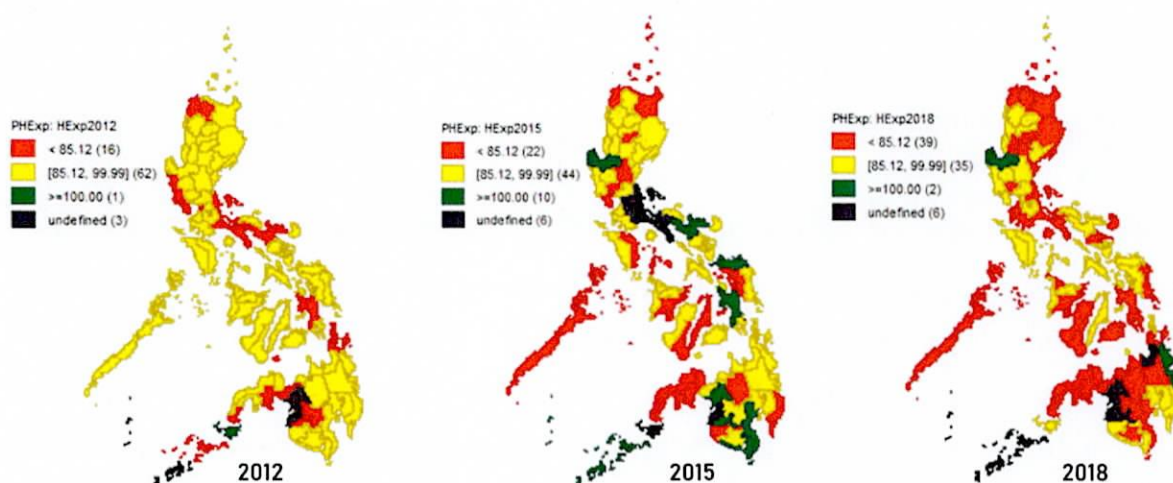 PHExp: HExp2012
< 85.12 (16)
[85.12, 99.99] (62)
>=100.00 (1)
undefined (3)
2012
PHExp: HExp2015
< 85.12 (22)
[85.12, 99.99] (44)
>=100.00 (10)
undefined (6)
2015
PHExp: HExp2018
< 85.12 (39)
[85.12, 99.99] (35)
>=100.00 (2)
undefined (6)
2018